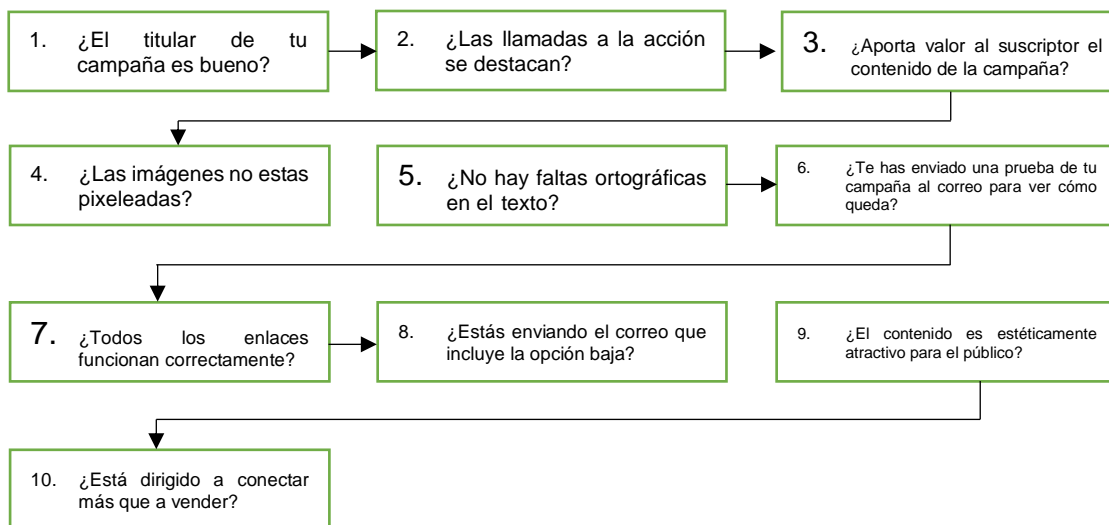 1. ¿El titular de tu
campaña es bueno?
2. ¿Las llamadas a la acción
se destacan?
3. ¿Aporta valor al suscriptor el
contenido de la campaña?
4. ¿Las imágenes no estas
pixeleadas?
5. ¿No hay faltas ortográficas
en el texto?
6. ¿Te has enviado una prueba de tu
campaña al correo para ver cómo
queda?
7. ¿Todos los enlaces
funcionan correctamente?
8. ¿Estás enviando el correo que
incluye la opción baja?
9. ¿El contenido es estéticamente
atractivo para el público?
10. ¿Está dirigido a conectar
más que a vender?